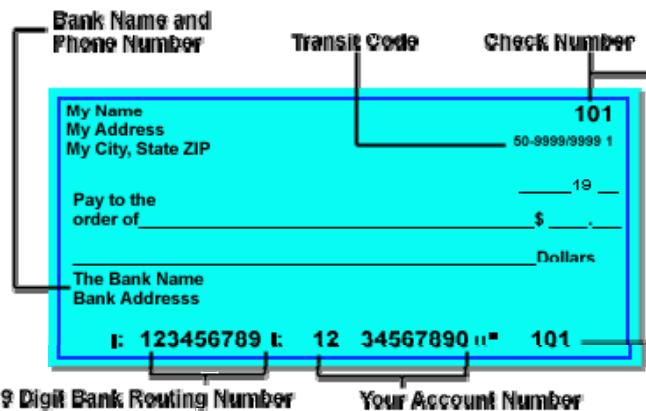 Bank Name and
Phone Number
Transit Code
Check Number
My Name
101
My Address
50-9999/9999 1
My City, State ZIP
19
Pay to the
order of $ .
Dollars
The Bank Name
Bank Addresss
⑆ 123456789 ⑆ 12 34567890 ⑈ 101
9 Digit Bank Routing Number
Your Account Number